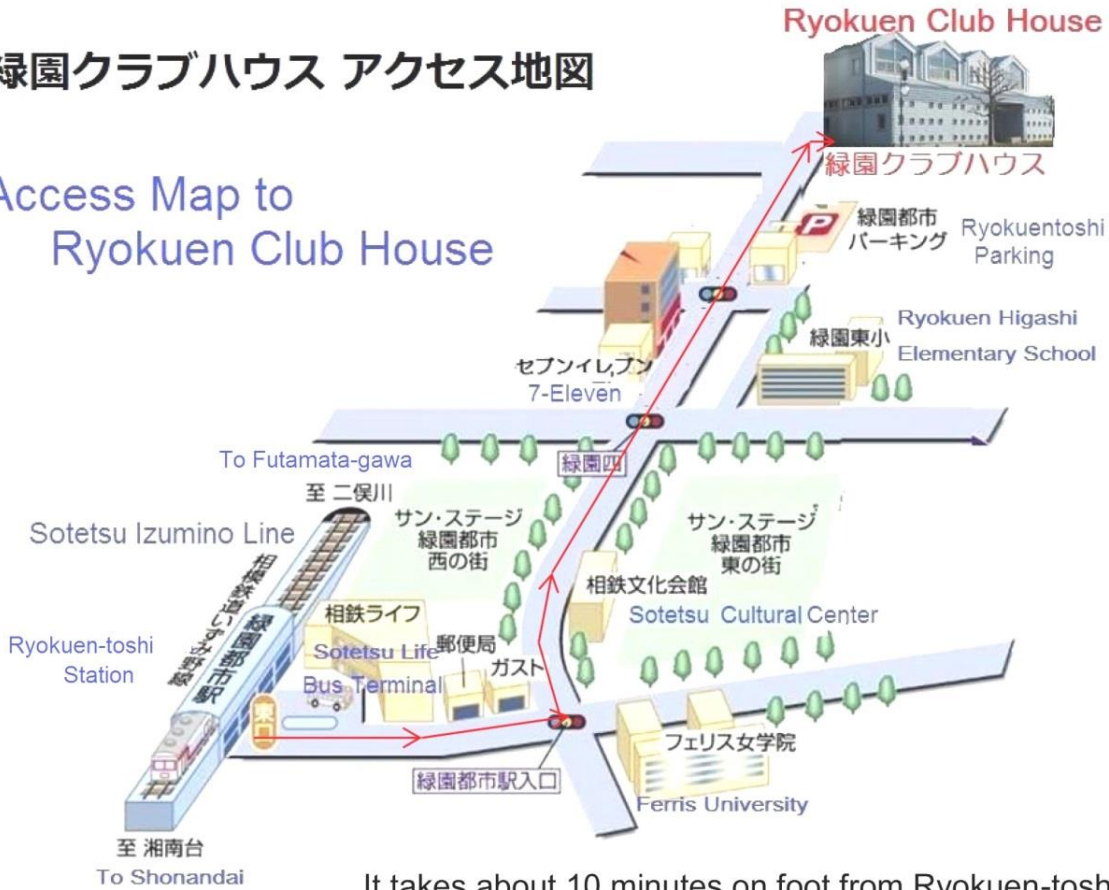 Ryokuen Club House
緑園クラブハウス アクセス地図
Access Map to
Ryokuen Club House
緑園クラブハウス
P
緑園都市
パーキング
Ryokuentoshi
Parking
緑園東小
Ryokuen Higashi
Elementary School
セブンイレブン
7-Eleven
To Futamata-gawa
至 二俣川
緑園四
Sotetsu Izumino Line
相模鉄道いずみ野線
サン・ステージ
緑園都市
西の街
サン・ステージ
緑園都市
東の街
相鉄文化会館
Sotetsu Cultural Center
Ryokuen-toshi
Station
緑園都市駅
相鉄ライフ
Sotetsu Life
郵便局
ガスト
Bus Terminal
東口
緑園都市駅入口
フェリス女学院
Ferris University
至 湘南台
To Shonandai
It takes about 10 minutes on foot from Ryokuen-tosh